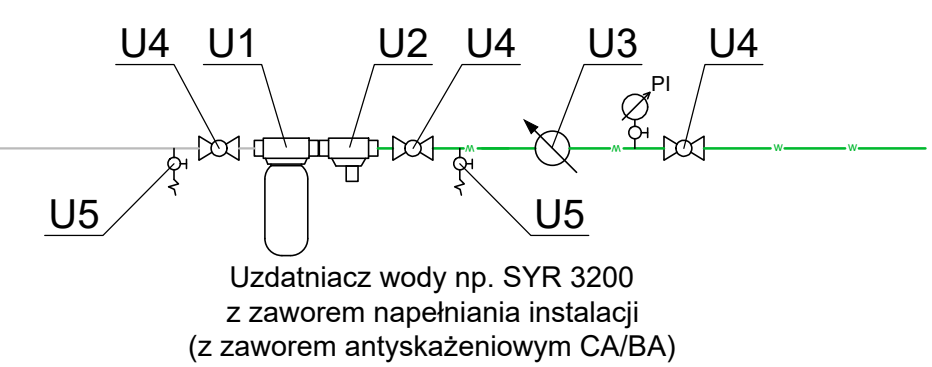 U4 U1 U2 U4 U3 U4
PI
W W W W
U5 U5
Uzdatniacz wody np. SYR 3200
z zaworem napełniania instalacji
(z zaworem antyskażeniowym CA/BA)